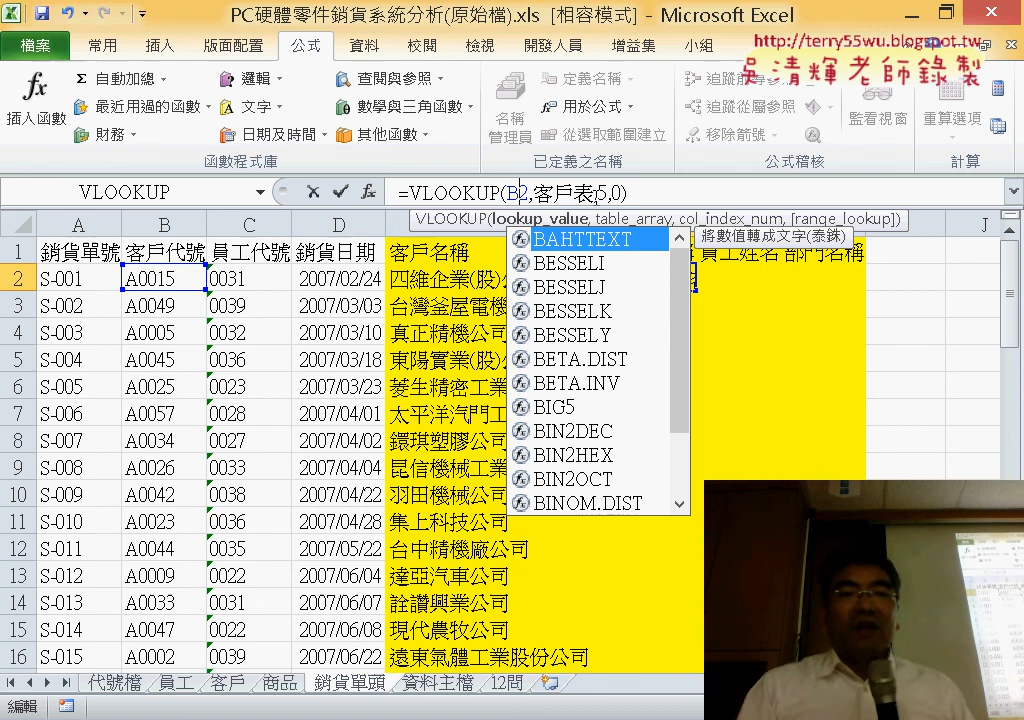 PC硬體零件銷貨系統分析(原始檔).xls [相容模式] - Microsoft Excel
檔案 常用 插入 版面配置 公式 資料 校閱 檢視 開發人員 增益集 小組
http://terry55wu.blogspot.tw
吳清輝老師錄製
fx 插入函數
Σ 自動加總
最近用過的函數
財務
邏輯
文字
日期及時間
查閱與參照
數學與三角函數
其他函數
函數程式庫
名稱管理員
定義名稱
用於公式
從選取範圍建立
已定義之名稱
追蹤從屬參照
移除箭號
公式稽核
監看視窗
重算選項
計算
VLOOKUP
=VLOOKUP(B2,客戶表,5,0)
VLOOKUP(lookup_value, table_array, col_index_num, [range_lookup])
A B C D J
1 銷貨單號 客戶代號 員工代號 銷貨日期 客戶名稱 員工姓名 部門名稱
2 S-001 A0015 0031 2007/02/24 四維企業(股)
3 S-002 A0049 0039 2007/03/03 台灣釜屋電機
4 S-003 A0005 0032 2007/03/10 真正精機公司
5 S-004 A0045 0036 2007/03/18 東陽實業(股)
6 S-005 A0025 0023 2007/03/23 菱生精密工業
7 S-006 A0057 0028 2007/04/01 太平洋汽門工
8 S-007 A0034 0027 2007/04/02 鐶琪塑膠公司
9 S-008 A0026 0033 2007/04/04 昆信機械工業
10 S-009 A0042 0038 2007/04/22 羽田機械公司
11 S-010 A0023 0036 2007/04/28 集上科技公司
12 S-011 A0044 0035 2007/05/22 台中精機廠公司
13 S-012 A0009 0022 2007/06/04 達亞汽車公司
14 S-013 A0033 0031 2007/06/07 詮讚興業公司
15 S-014 A0047 0022 2007/06/08 現代農牧公司
16 S-015 A0002 0039 2007/06/22 遠東氣體工業股份公司
BAHTTEXT 將數值轉成文字(泰銖)
BESSELI
BESSELJ
BESSELK
BESSELY
BETA.DIST
BETA.INV
BIG5
BIN2DEC
BIN2HEX
BIN2OCT
BINOM.DIST
代號檔 員工 客戶 商品 銷貨單頭 資料主檔 12問
編輯